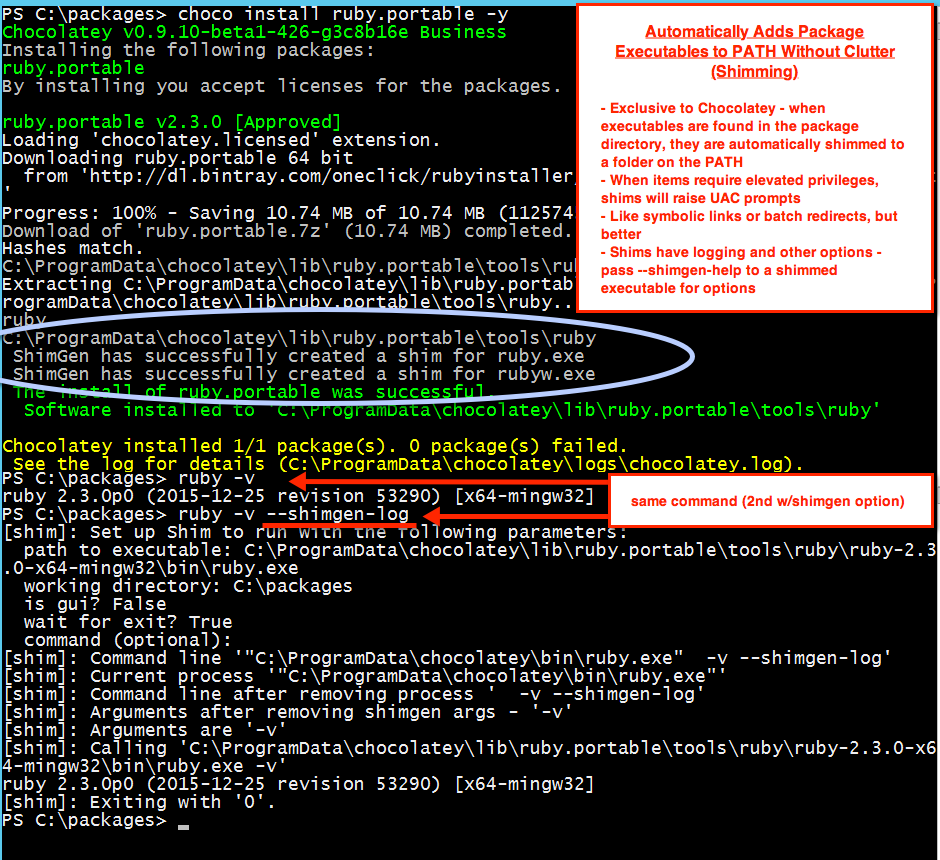 PS C:\packages> choco install ruby.portable -y
Chocolatey v0.9.10-beta1-426-g3c8b16e Business
Installing the following packages:
ruby.portable
By installing you accept licenses for the packages.
ruby.portable v2.3.0 [Approved]
Loading 'chocolatey.licensed' extension.
Downloading ruby.portable 64 bit
from 'http://dl.bintray.com/oneclick/rubyinstaller/
'
Progress: 100% - Saving 10.74 MB of 10.74 MB (112574
Download of 'ruby.portable.7z' (10.74 MB) completed.
Hashes match.
C:\ProgramData\chocolatey\lib\ruby.portable\tools\ru
Extracting C:\ProgramData\chocolatey\lib\ruby.portab
rogramData\chocolatey\lib\ruby.portable\tools\ruby...
ruby
C:\ProgramData\chocolatey\lib\ruby.portable\tools\ruby
ShimGen has successfully created a shim for ruby.exe
ShimGen has successfully created a shim for rubyw.exe
The install of ruby.portable was successful.
Software installed to 'C:\ProgramData\chocolatey\lib\ruby.portable\tools\ruby'
Chocolatey installed 1/1 package(s). 0 package(s) failed.
See the log for details (C:\ProgramData\chocolatey\logs\chocolatey.log).
PS C:\packages> ruby -v
ruby 2.3.0p0 (2015-12-25 revision 53290) [x64-mingw32]
PS C:\packages> ruby -v --shimgen-log
[shim]: Set up Shim to run with the following parameters:
path to executable: C:\ProgramData\chocolatey\lib\ruby.portable\tools\ruby\ruby-2.3
.0-x64-mingw32\bin\ruby.exe
working directory: C:\packages
is gui? False
wait for exit? True
command (optional):
[shim]: Command line '"C:\ProgramData\chocolatey\bin\ruby.exe"  -v --shimgen-log'
[shim]: Current process '"C:\ProgramData\chocolatey\bin\ruby.exe"'
[shim]: Command line after removing process '  -v --shimgen-log'
[shim]: Arguments after removing shimgen args - '-v'
[shim]: Arguments are '-v'
[shim]: Calling 'C:\ProgramData\chocolatey\lib\ruby.portable\tools\ruby\ruby-2.3.0-x6
4-mingw32\bin\ruby.exe -v'
ruby 2.3.0p0 (2015-12-25 revision 53290) [x64-mingw32]
[shim]: Exiting with '0'.
PS C:\packages>
Automatically Adds Package
Executables to PATH Without Clutter
(Shimming)
- Exclusive to Chocolatey - when
executables are found in the package
directory, they are automatically shimmed to
a folder on the PATH
- When items require elevated privileges,
shims will raise UAC prompts
- Like symbolic links or batch redirects, but
better
- Shims have logging and other options -
pass --shimgen-help to a shimmed
executable for options
same command (2nd w/shimgen option)